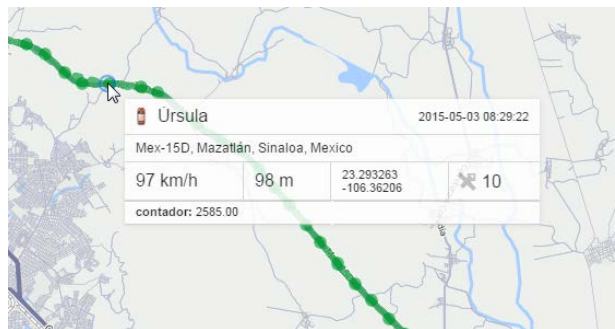 Úrsula 2015-05-03 08:29:22
Mex-15D, Mazatlán, Sinaloa, Mexico
97 km/h 98 m 23.293263 10
-106.36206
contador: 2585.00